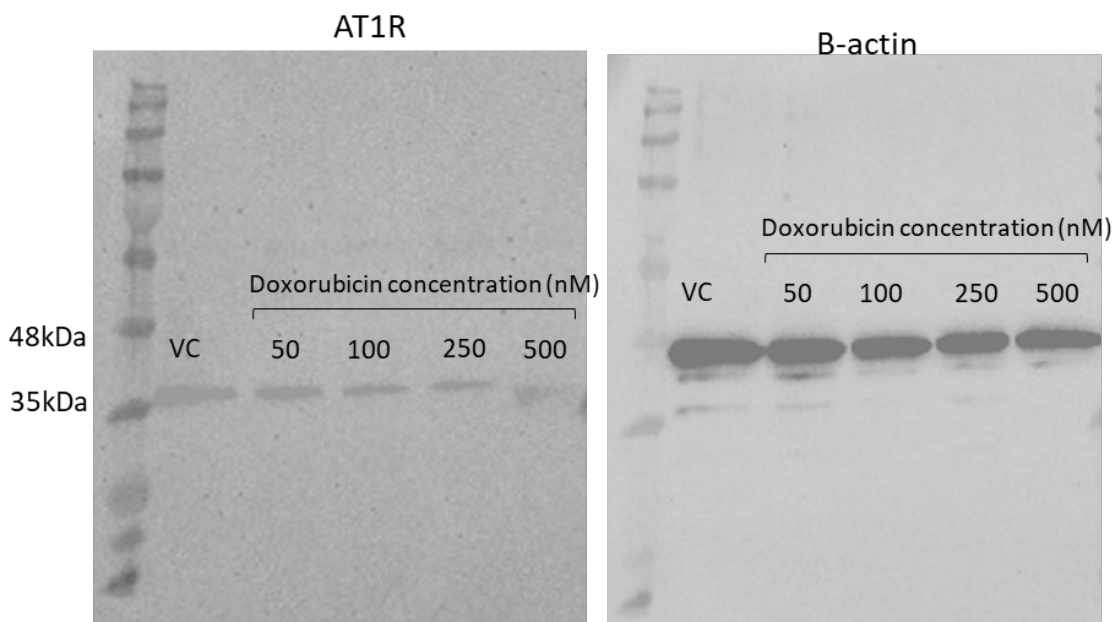 AT1R
Doxorubicin concentration (nM)
VC 50 100 250 500
48kDa
35kDa
B-actin
Doxorubicin concentration (nM)
VC 50 100 250 500